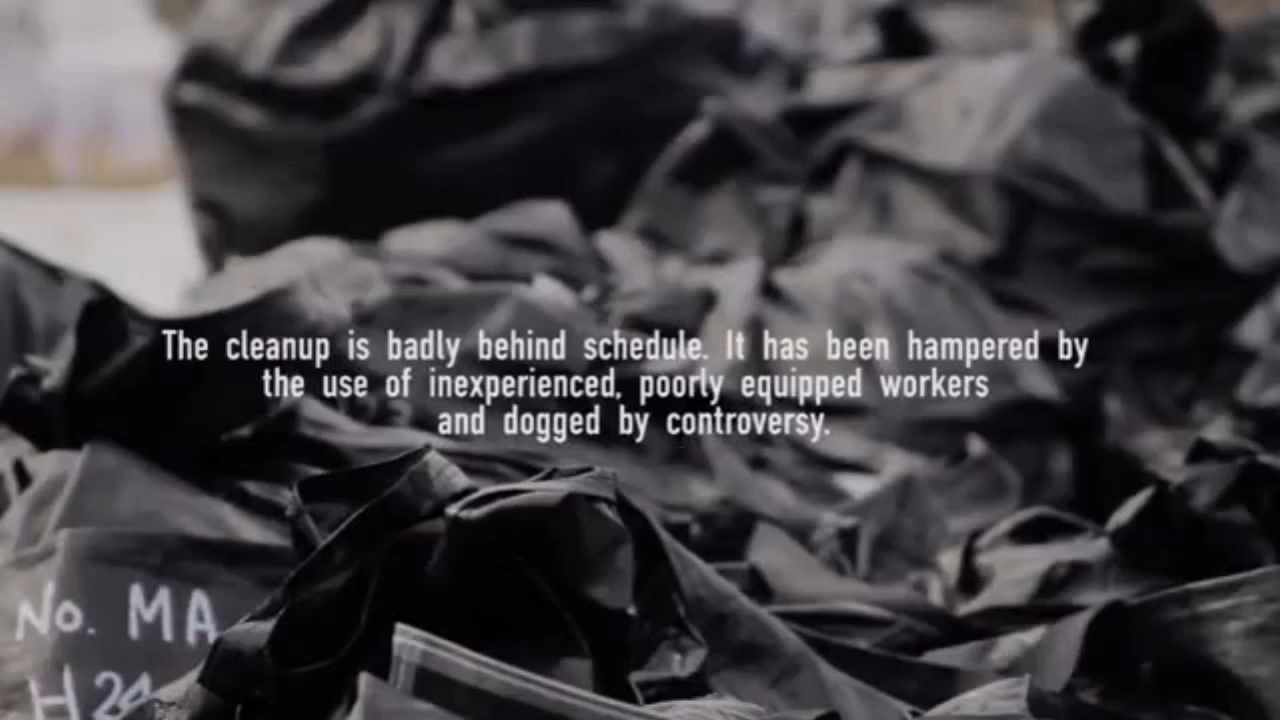 The cleanup is badly behind schedule. It has been hampered by
the use of inexperienced, poorly equipped workers
and dogged by controversy.
No. MA
H24